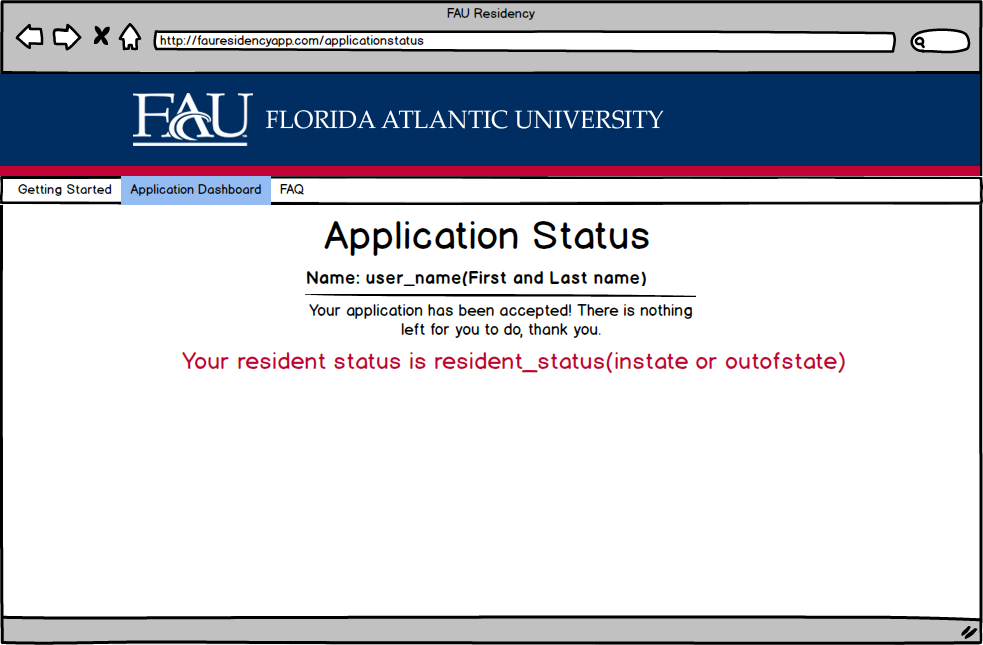 FAU Residency
http://fauresidencyapp.com/applicationstatus
FAU FLORIDA ATLANTIC UNIVERSITY
Getting Started Application Dashboard FAQ
Application Status
Name: user_name(First and Last name)
Your application has been accepted! There is nothing
left for you to do, thank you.
Your resident status is resident_status(instate or outofstate)